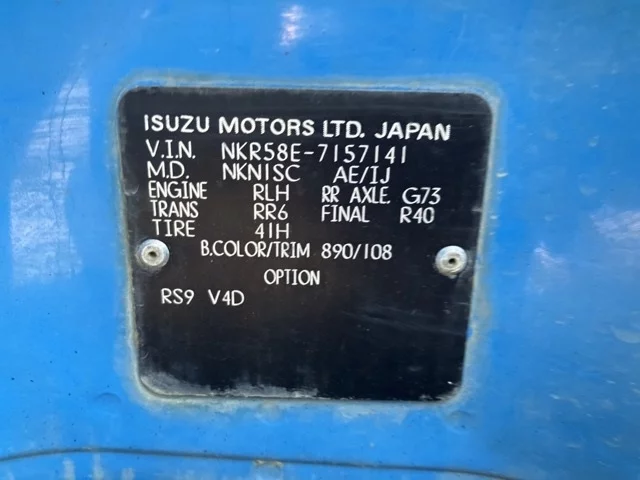 ISUZU MOTORS LTD. JAPAN
V.I.N. NKR58E-7157141
M.D. NKN1SC AE/IJ
ENGINE RLH RR AXLE. G73
TRANS RR6 FINAL R40
TIRE 41H
B.COLOR/TRIM 890/108
OPTION
RS9 V4D